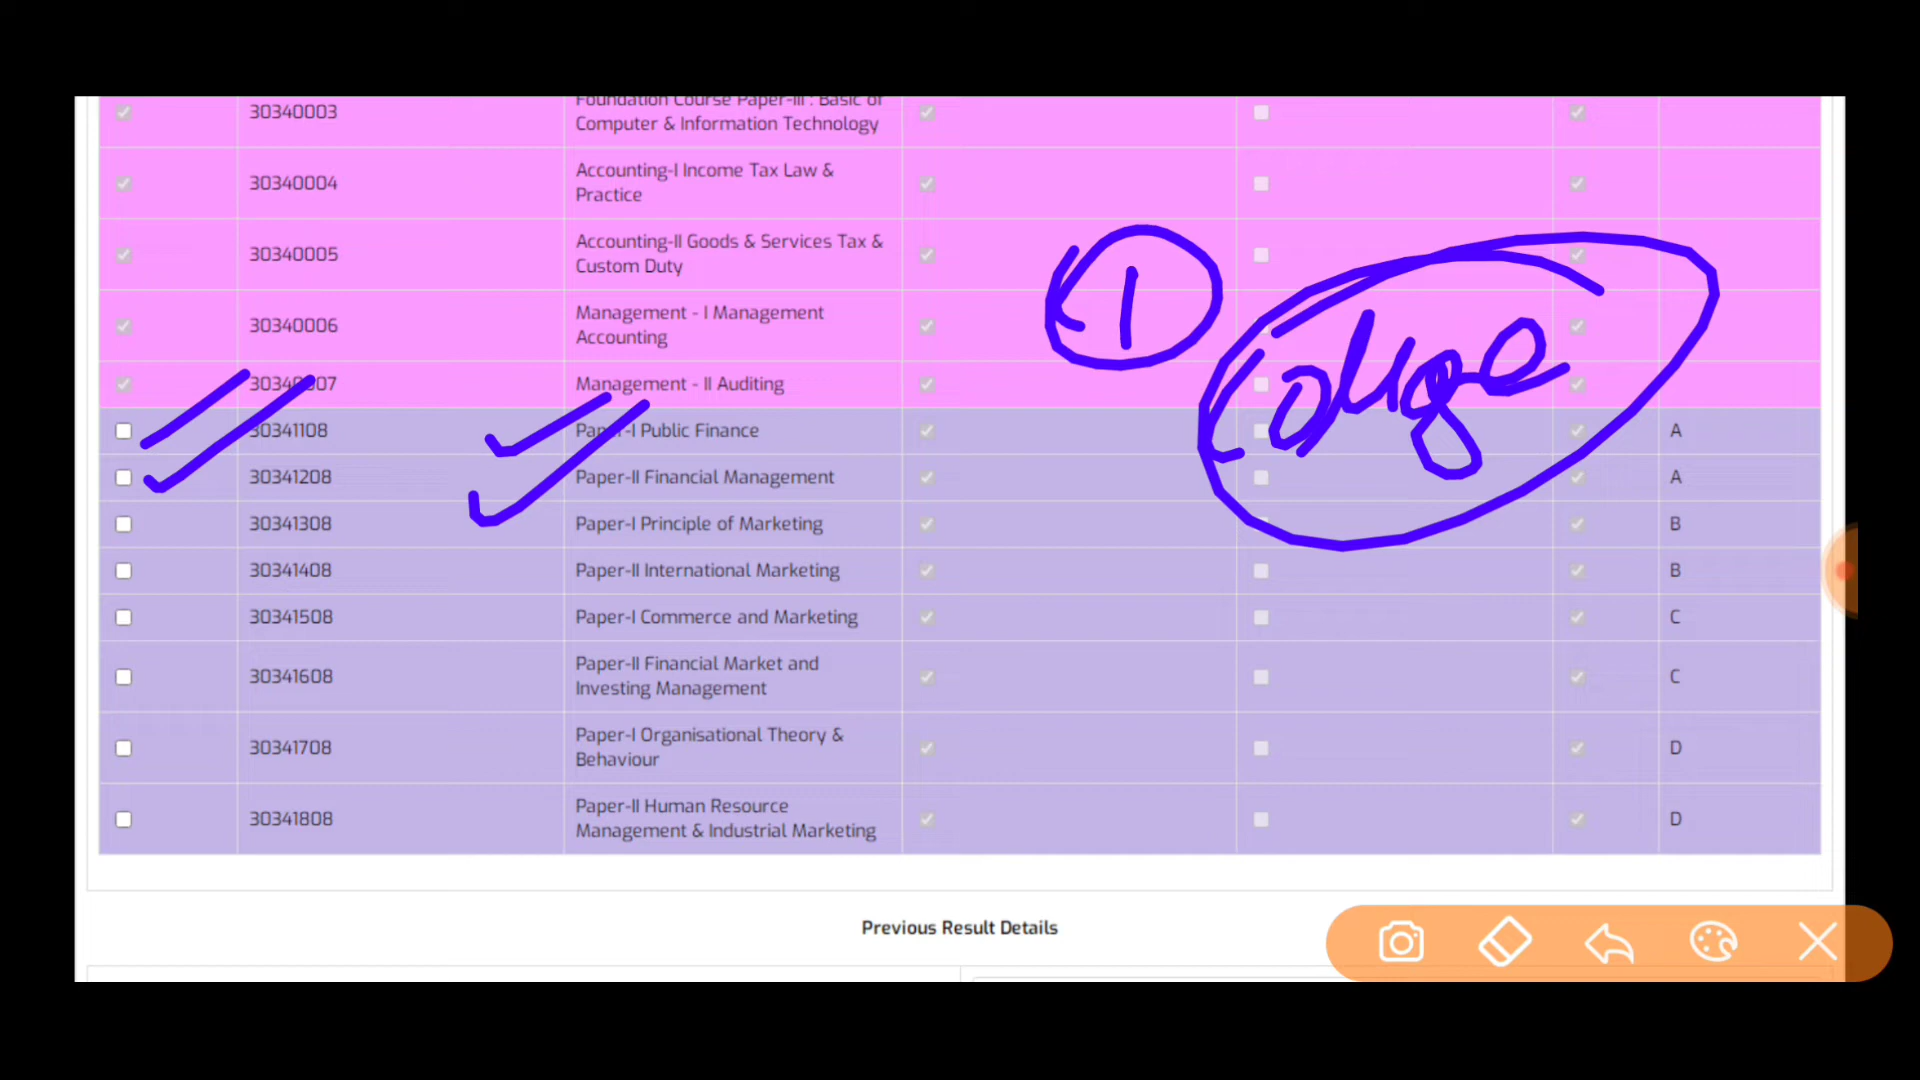 30340003
Foundation Course Paper-III : Basic of
Computer & Information Technology
30340004
Accounting-I Income Tax Law &
Practice
30340005
Accounting-II Goods & Services Tax &
Custom Duty
30340006
Management - I Management
Accounting
30340007
Management - II Auditing
30341108
Paper-I Public Finance
A
30341208
Paper-II Financial Management
A
30341308
Paper-I Principle of Marketing
B
30341408
Paper-II International Marketing
B
30341508
Paper-I Commerce and Marketing
C
30341608
Paper-II Financial Market and
Investing Management
C
30341708
Paper-I Organisational Theory &
Behaviour
D
30341808
Paper-II Human Resource
Management & Industrial Marketing
D
1
Previous Result Details